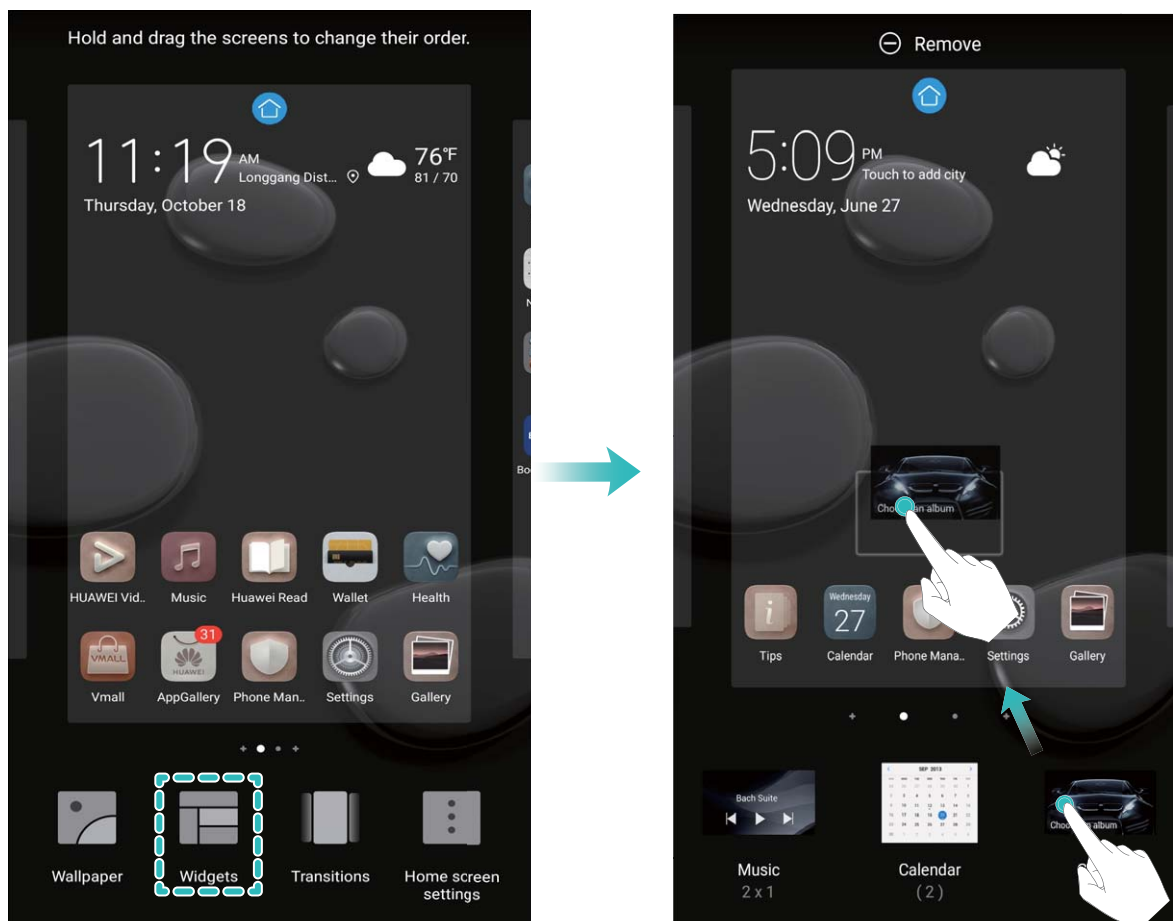 Hold and drag the screens to change their order.
11:19 AM
Longgang Dist...
76°F
81 / 70
Thursday, October 18
HUAWEI Vid..
Music
Huawei Read
Wallet
Health
VMALL
31
HUAWEI
Vmall
AppGallery
Phone Man..
Settings
Gallery
Wallpaper
Widgets
Transitions
Home screen
settings
Remove
5:09 PM
Touch to add city
Wednesday, June 27
album
Wednesday
27
Tips
Calendar
Phone Mana..
Settings
Gallery
Bach Suite
SEP 2013
album
Music
2 x 1
Calendar
( 2 )